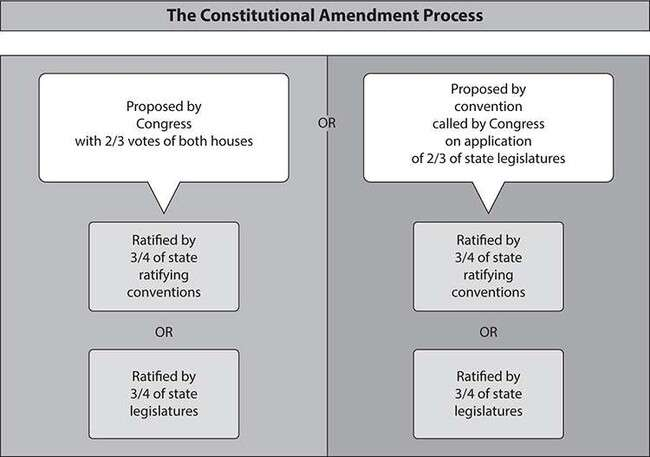 The Constitutional Amendment Process
Proposed by
Congress
with 2/3 votes of both houses
OR
Proposed by
convention
called by Congress
on application
of 2/3 of state legislatures
Ratified by
3/4 of state
ratifying
conventions
OR
Ratified by
3/4 of state
legislatures
Ratified by
3/4 of state
ratifying
conventions
OR
Ratified by
3/4 of state
legislatures